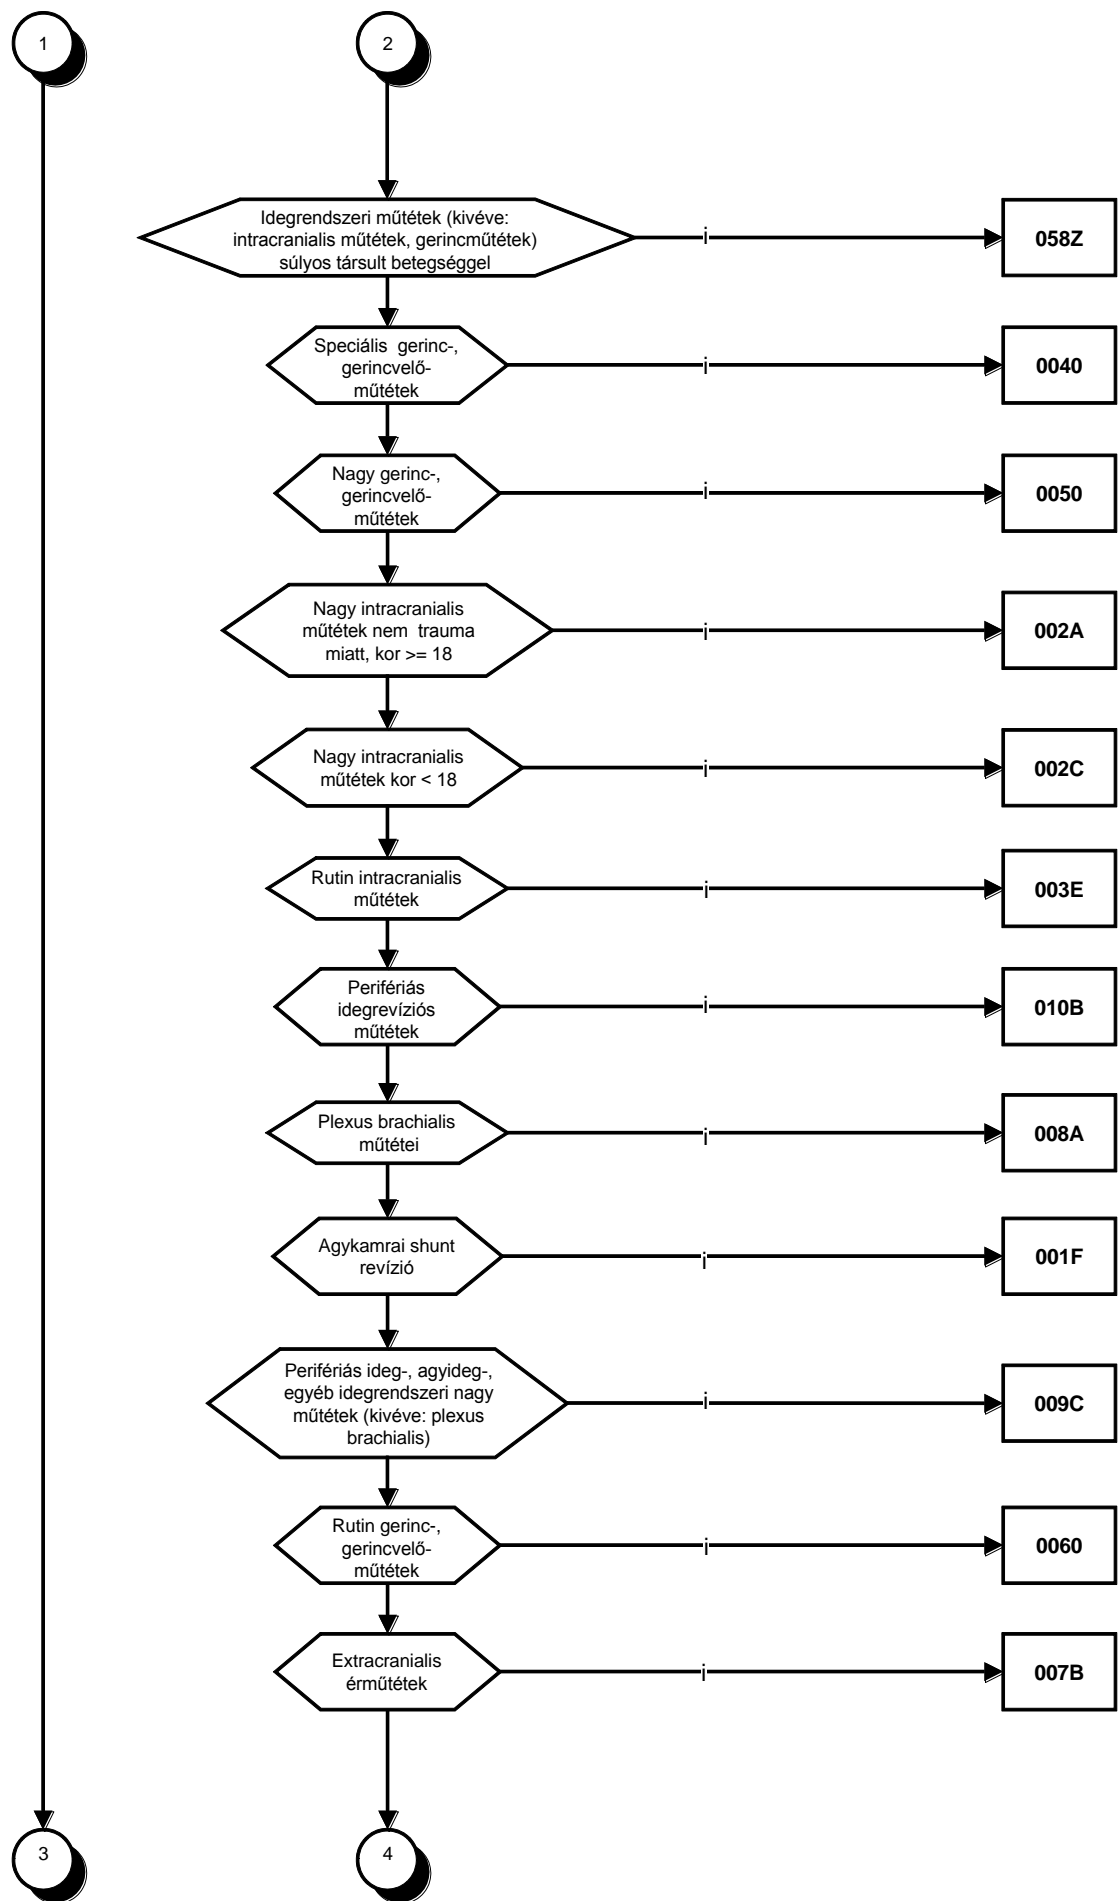 1
2
Idegrendszeri műtétek (kivéve:
intracranialis műtétek, gerincműtétek)
súlyos társult betegséggel
i
058Z
Speciális gerinc-,
gerincvelő-
műtétek
i
0040
Nagy gerinc-,
gerincvelő-
műtétek
i
0050
Nagy intracranialis
műtétek nem trauma
miatt, kor >= 18
i
002A
Nagy intracranialis
műtétek kor < 18
i
002C
Rutin intracranialis
műtétek
i
003E
Perifériás
idegrevíziós
műtétek
i
010B
Plexus brachialis
műtétei
i
008A
Agykamrai shunt
revízió
i
001F
Perifériás ideg-, agyideg-,
egyéb idegrendszeri nagy
műtétek (kivéve: plexus
brachialis)
i
009C
Rutin gerinc-,
gerincvelő-
műtétek
i
0060
Extracranialis
érműtétek
i
007B
3
4